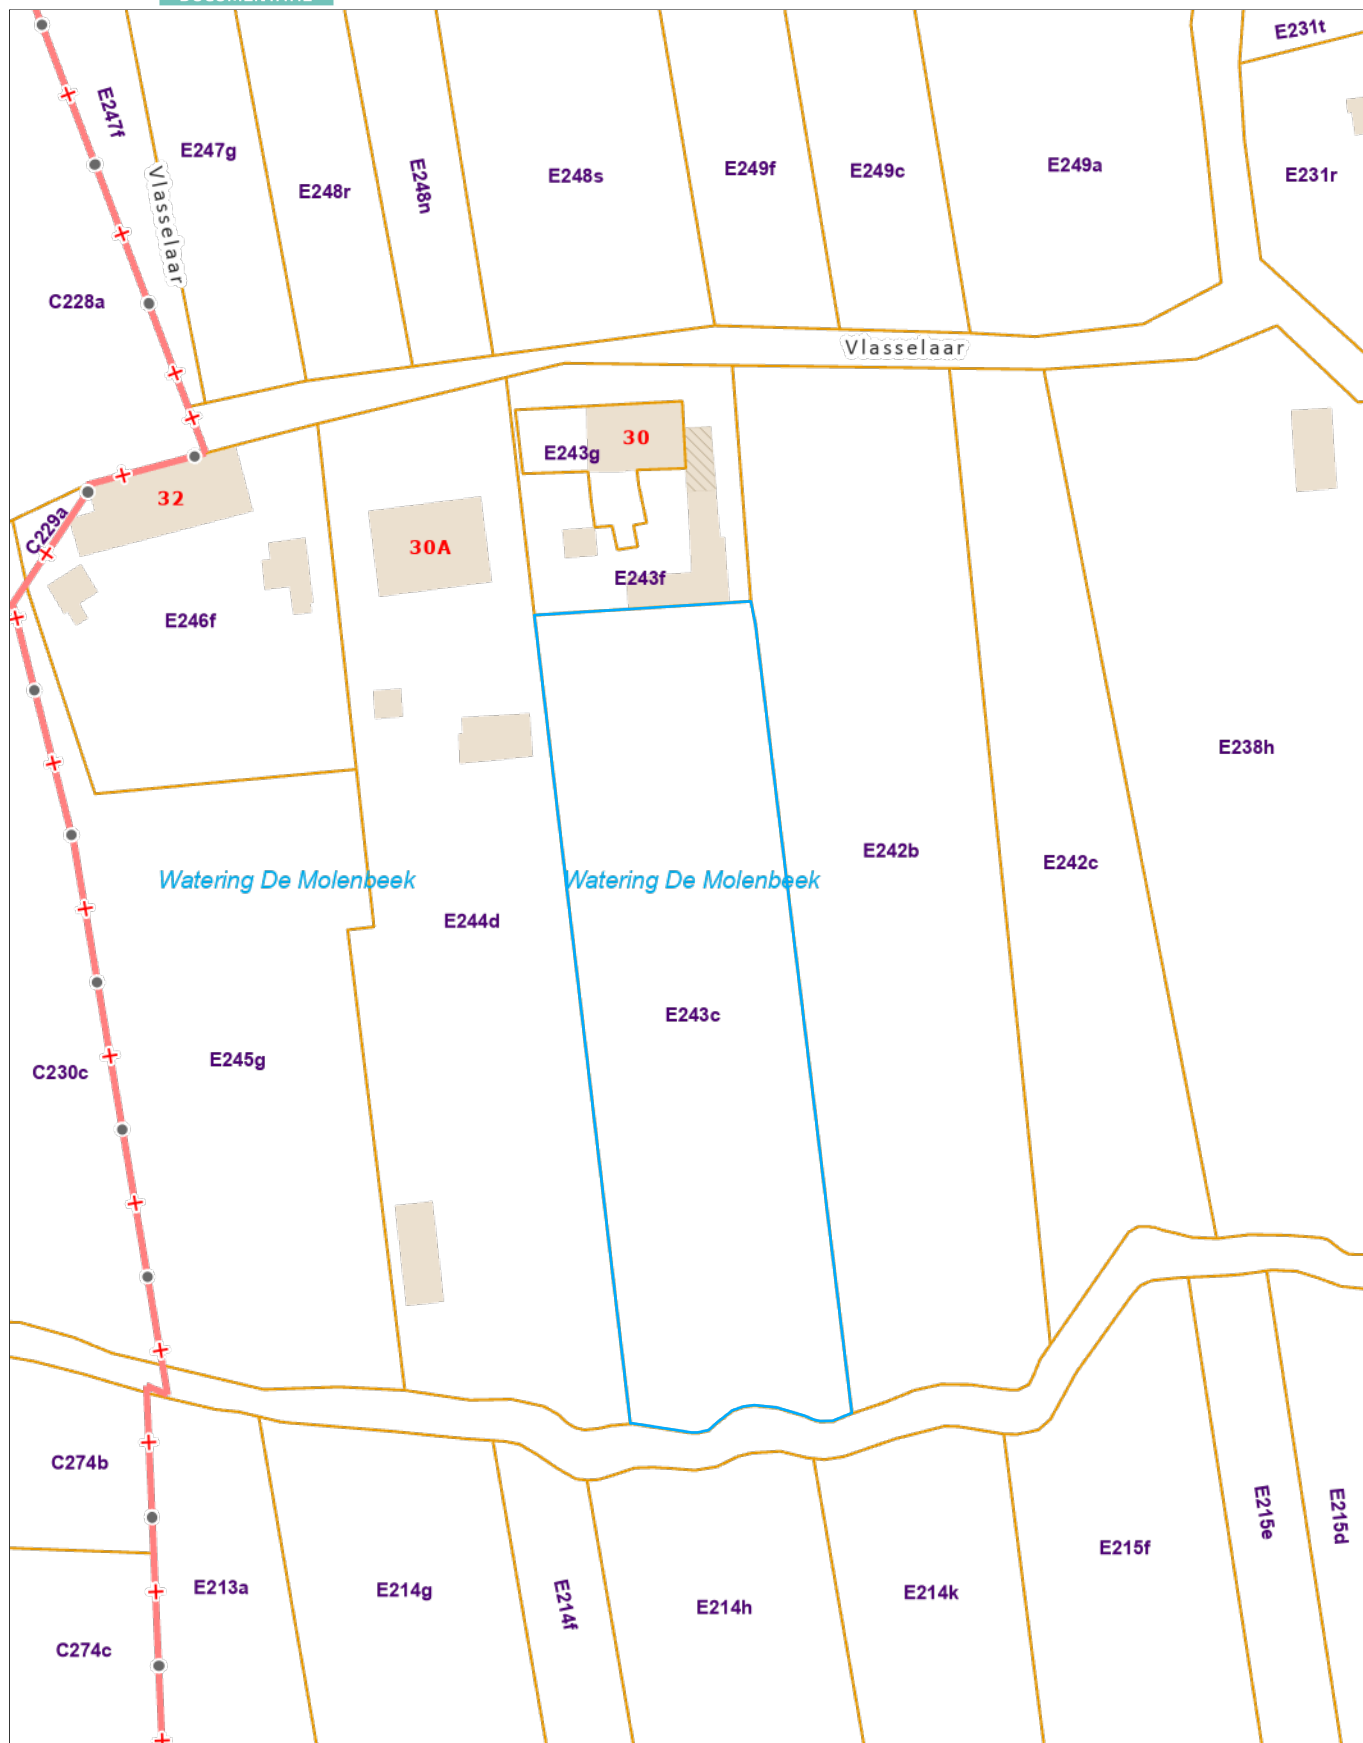 E231t
E247f
E247g
E248r
E248n
E248s
E249f
E249c
E249a
E231r
Vlasselaar
C228a
Vlasselaar
30
E243g
32
C229a
30A
E243f
E246f
E238h
E242b
E242c
Watering De Molenbeek
Watering De Molenbeek
E244d
E243c
E245g
C230c
C274b
E215e
E215d
E215f
E213a
E214g
E214f
E214h
E214k
C274c